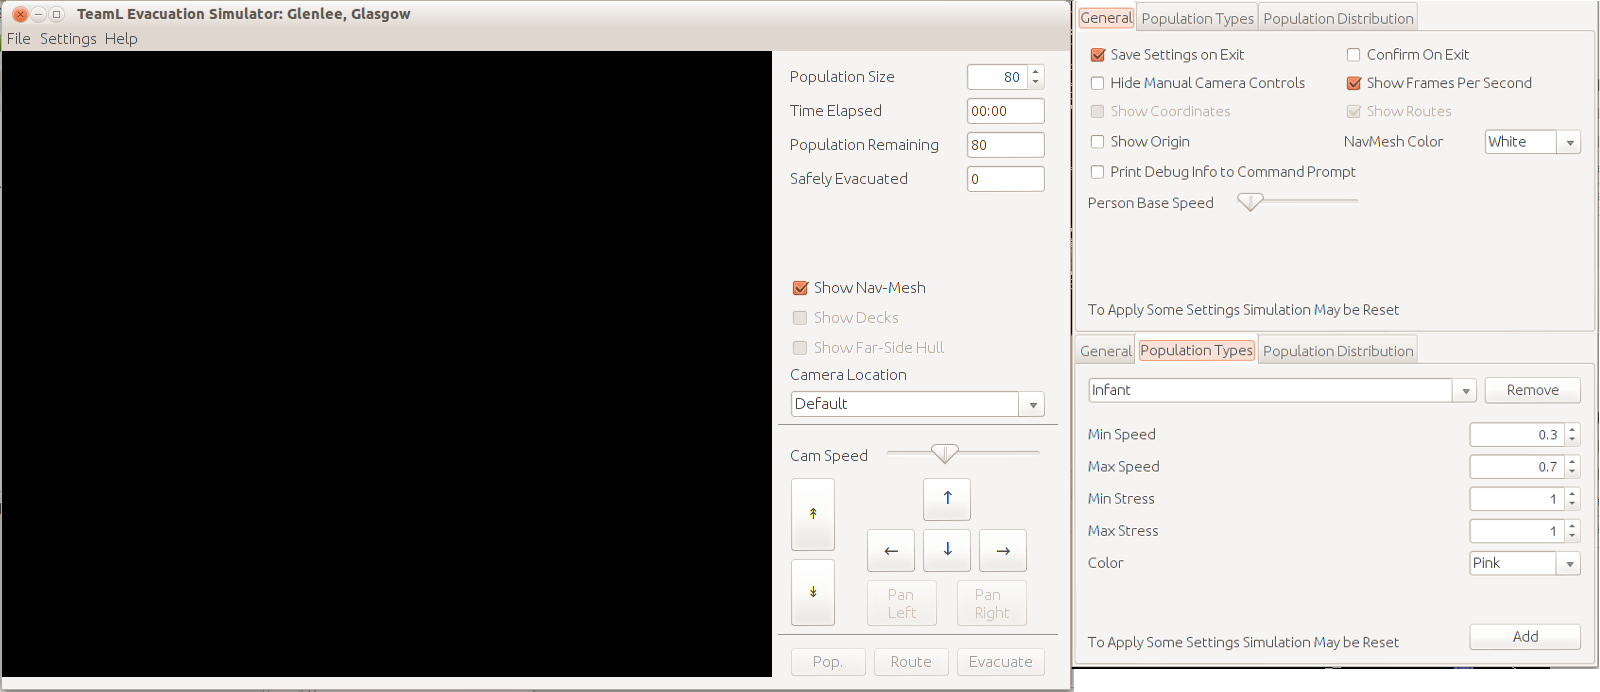 TeamL Evacuation Simulator: Glenlee, Glasgow
File Settings Help
Population Size 80
Time Elapsed 00:00
Population Remaining 80
Safely Evacuated 0
Show Nav-Mesh
Show Decks
Show Far-Side Hull
Camera Location
Default
Cam Speed
↑
↟
← ↓ →
↡
Pan Left
Pan Right
Pop. Route Evacuate
General Population Types Population Distribution
Save Settings on Exit Confirm On Exit
Hide Manual Camera Controls Show Frames Per Second
Show Coordinates Show Routes
Show Origin NavMesh Color White
Print Debug Info to Command Prompt
Person Base Speed
To Apply Some Settings Simulation May be Reset
General Population Types Population Distribution
Infant Remove
Min Speed 0.3
Max Speed 0.7
Min Stress 1
Max Stress 1
Color Pink
To Apply Some Settings Simulation May be Reset Add